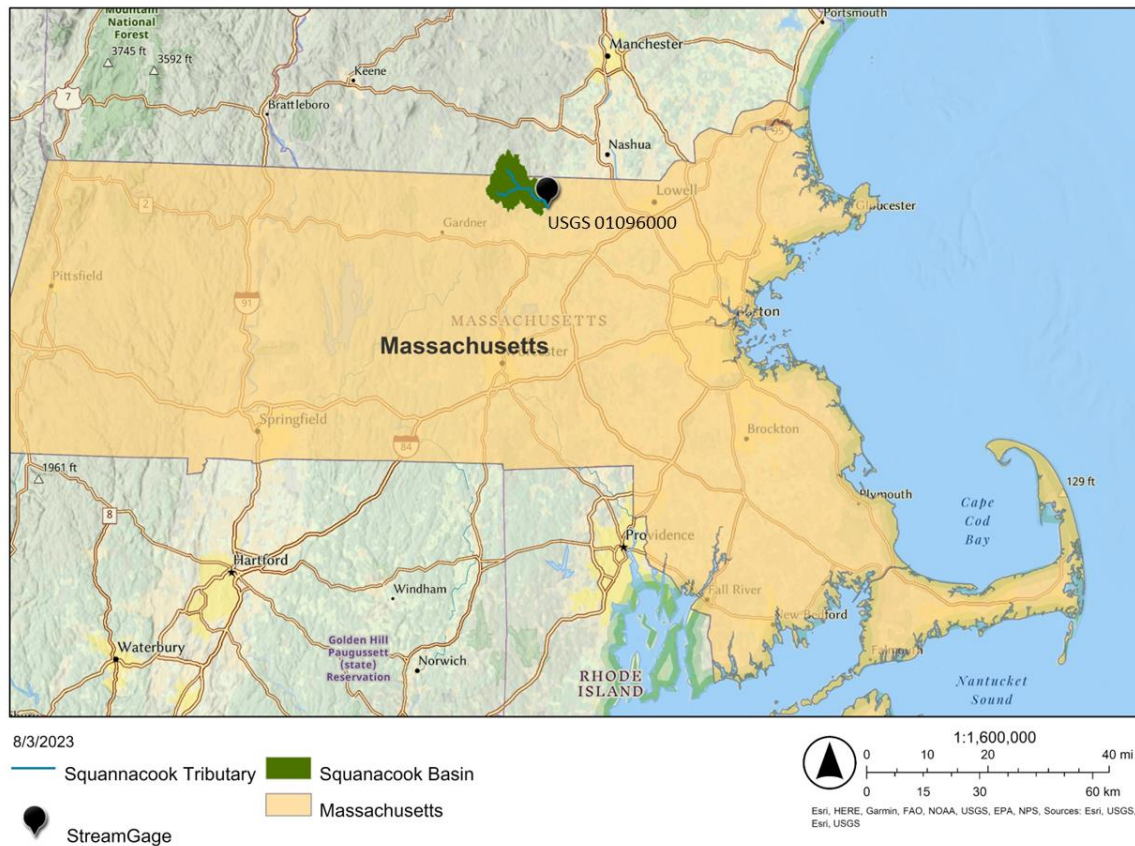 Mountain
National
Forest
3745 ft
3592 ft
Portsmouth
Manchester
Keene
7
Brattleboro
95
Nashua
Lowell
2
USGS 01096000
Gloucester
Gardner
Pittsfield
91
MASSACHUSETTS
Massachusetts
Springfield
84
Brockton
1961 ft
129 ft
Plymouth
Cape
Cod
Bay
8
Providence
Hartford
Windham
Fall River
New Bedford
Golden Hill
Paugussett
(state)
Reservation
Waterbury
Norwich
RHODE
ISLAND
Falmouth
Nantucket
Sound
8/3/2023
Squannacook Tributary
Squanacook Basin
Massachusetts
StreamGage
1:1,600,000
0 10 20 40 mi
0 15 30 60 km
Esri, HERE, Garmin, FAO, NOAA, USGS, EPA, NPS, Sources: Esri, USGS,
Esri, USGS